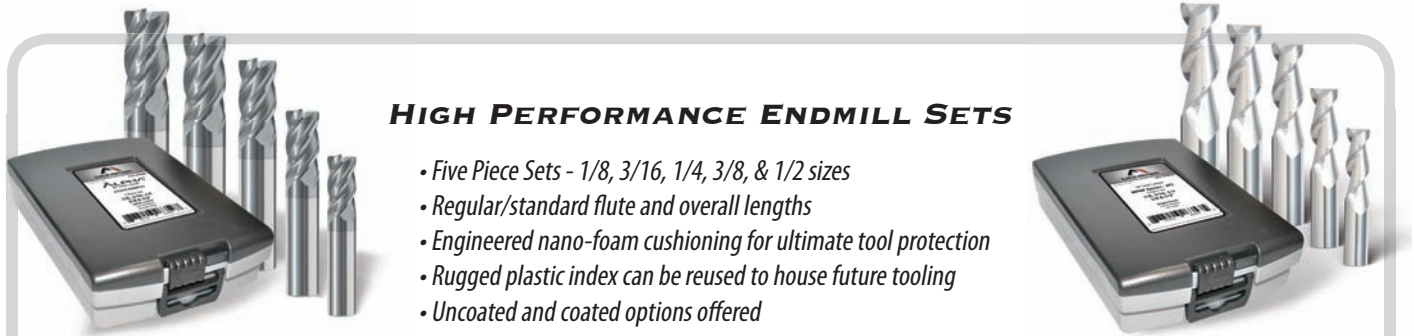 HIGH PERFORMANCE ENDMILL SETS
• Five Piece Sets - 1/8, 3/16, 1/4, 3/8, & 1/2 sizes
• Regular/standard flute and overall lengths
• Engineered nano-foam cushioning for ultimate tool protection
• Rugged plastic index can be reused to house future tooling
• Uncoated and coated options offered
ALPHA